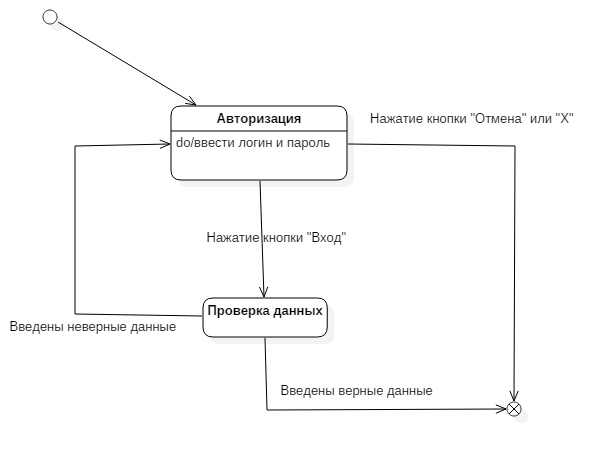 Авторизация
Нажатие кнопки "Отмена" или "X"
do/ввести логин и пароль
Нажатие кнопки "Вход"
Проверка данных
Введены неверные данные
Введены верные данные